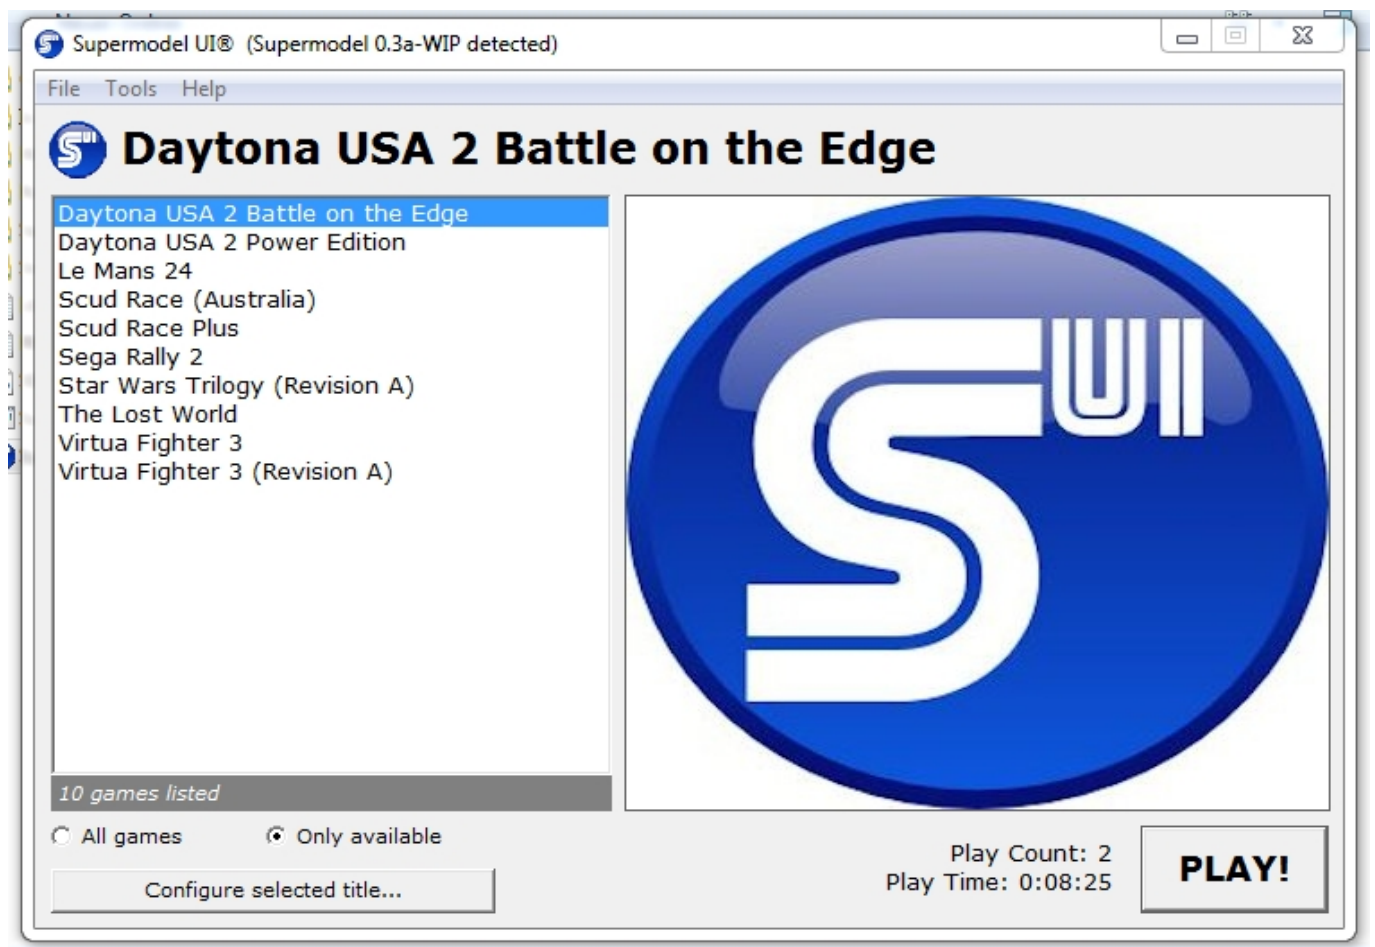 Supermodel UI® (Supermodel 0.3a-WIP detected)
File Tools Help
SUI Daytona USA 2 Battle on the Edge
Daytona USA 2 Battle on the Edge
Daytona USA 2 Power Edition
Le Mans 24
Scud Race (Australia)
Scud Race Plus
Sega Rally 2
Star Wars Trilogy (Revision A)
The Lost World
Virtua Fighter 3
Virtua Fighter 3 (Revision A)
SUI
10 games listed
All games Only available
Configure selected title...
Play Count: 2
Play Time: 0:08:25
PLAY!